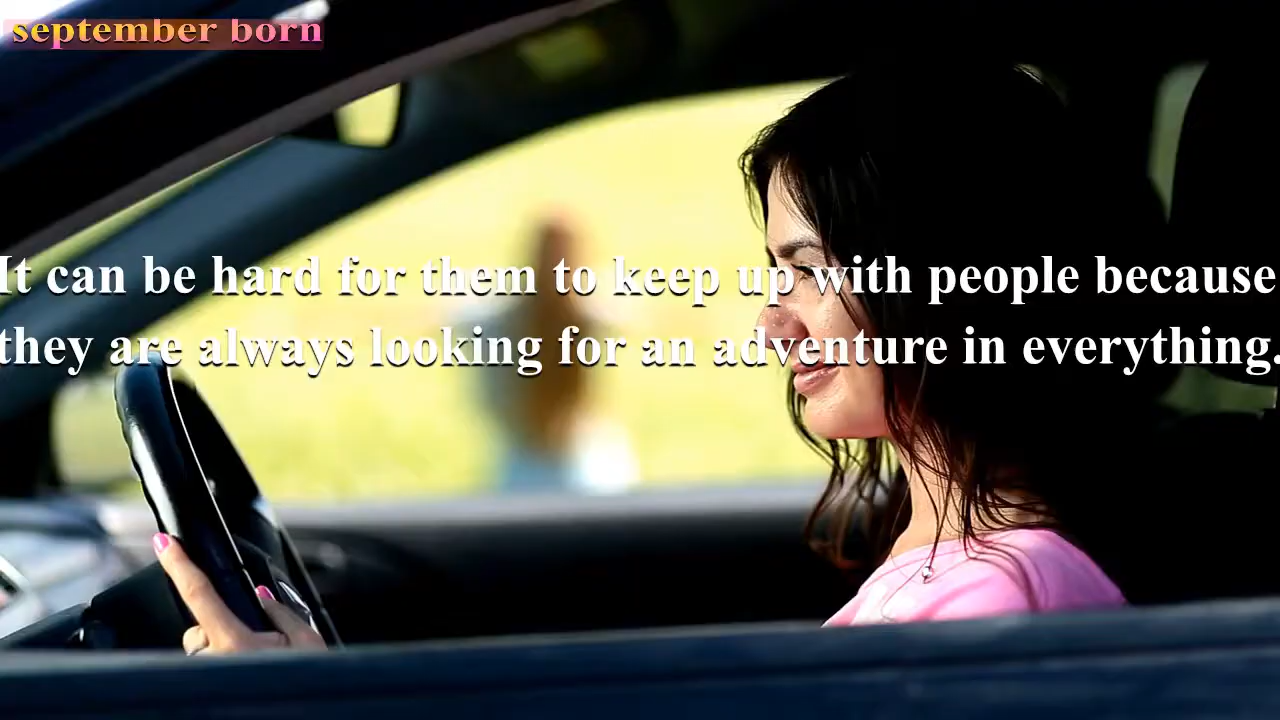 september born
It can be hard for them to keep up with people because
they are always looking for an adventure in everything.